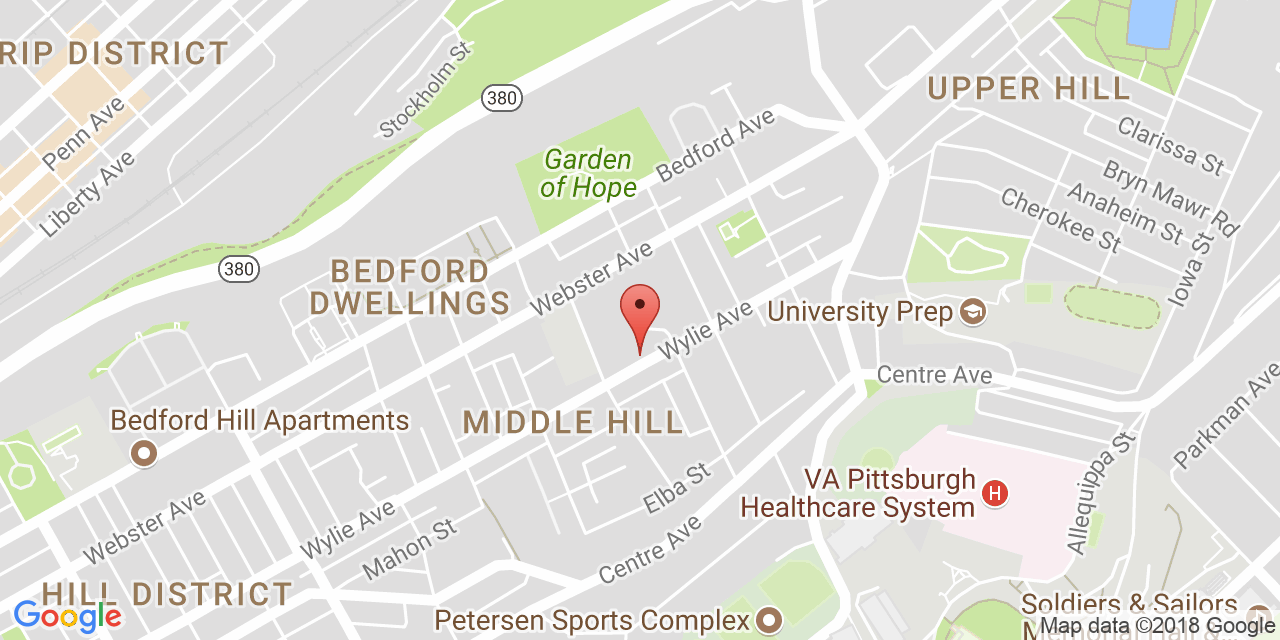 RIP DISTRICT
Stockholm St
380
UPPER HILL
Penn Ave
Liberty Ave
Garden
of Hope
Bedford Ave
Clarissa St
Bryn Mawr Rd
Anaheim St
Cherokee St
Iowa St
380
BEDFORD
DWELLINGS
Webster Ave
Wylie Ave
University Prep
Centre Ave
Parkman Ave
Bedford Hill Apartments
MIDDLE HILL
VA Pittsburgh
Healthcare System
H
Elba St
Allequippa St
Webster Ave
Wylie Ave
Mahon St
Centre Ave
HILL DISTRICT
Google
Petersen Sports Complex
Soldiers & Sailors
Map data ©2018 Google